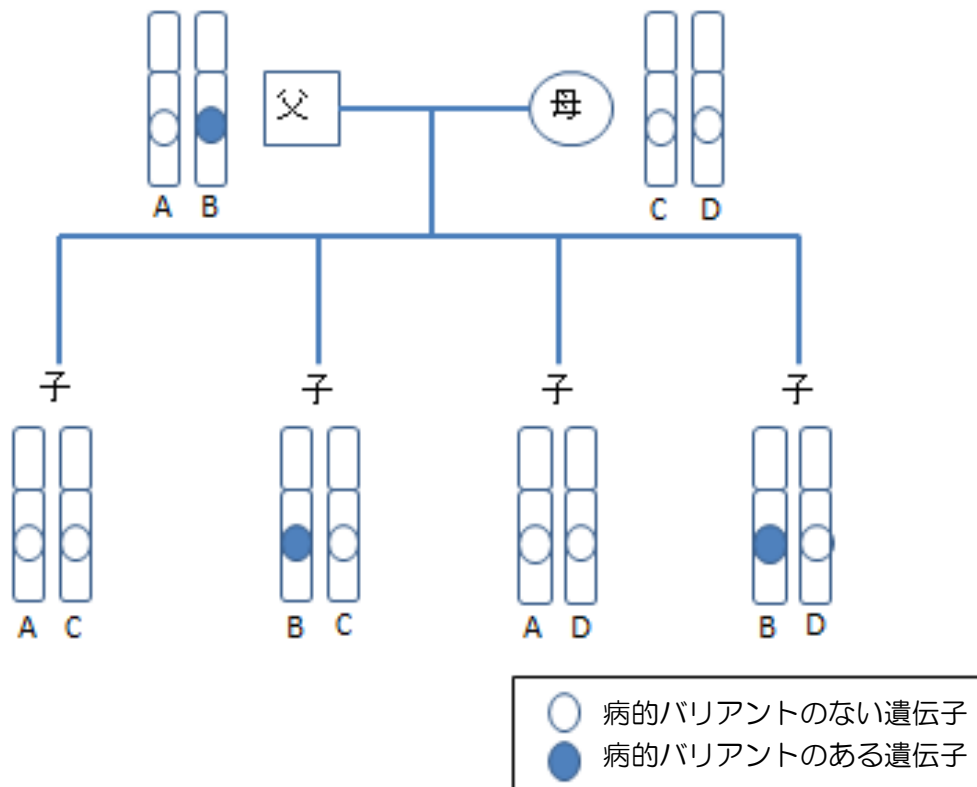 父 母
A B C D
子 子 子 子
A C B C A D B D
病的バリアントのない遺伝子
病的バリアントのある遺伝子